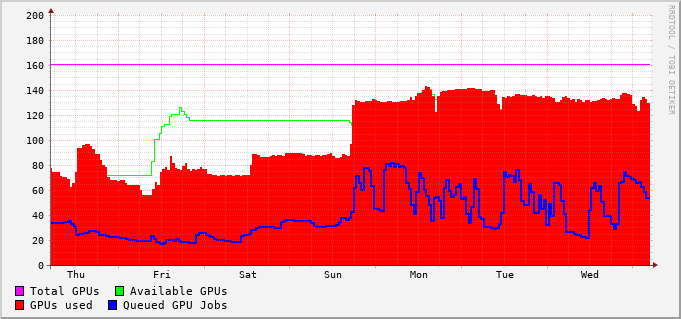 200
180
160
140
120
100
80
60
40
20
0
Thu Fri Sat Sun Mon Tue Wed
Total GPUs Available GPUs
GPUs used Queued GPU Jobs
RRDTOOL / TOBI OETIKER